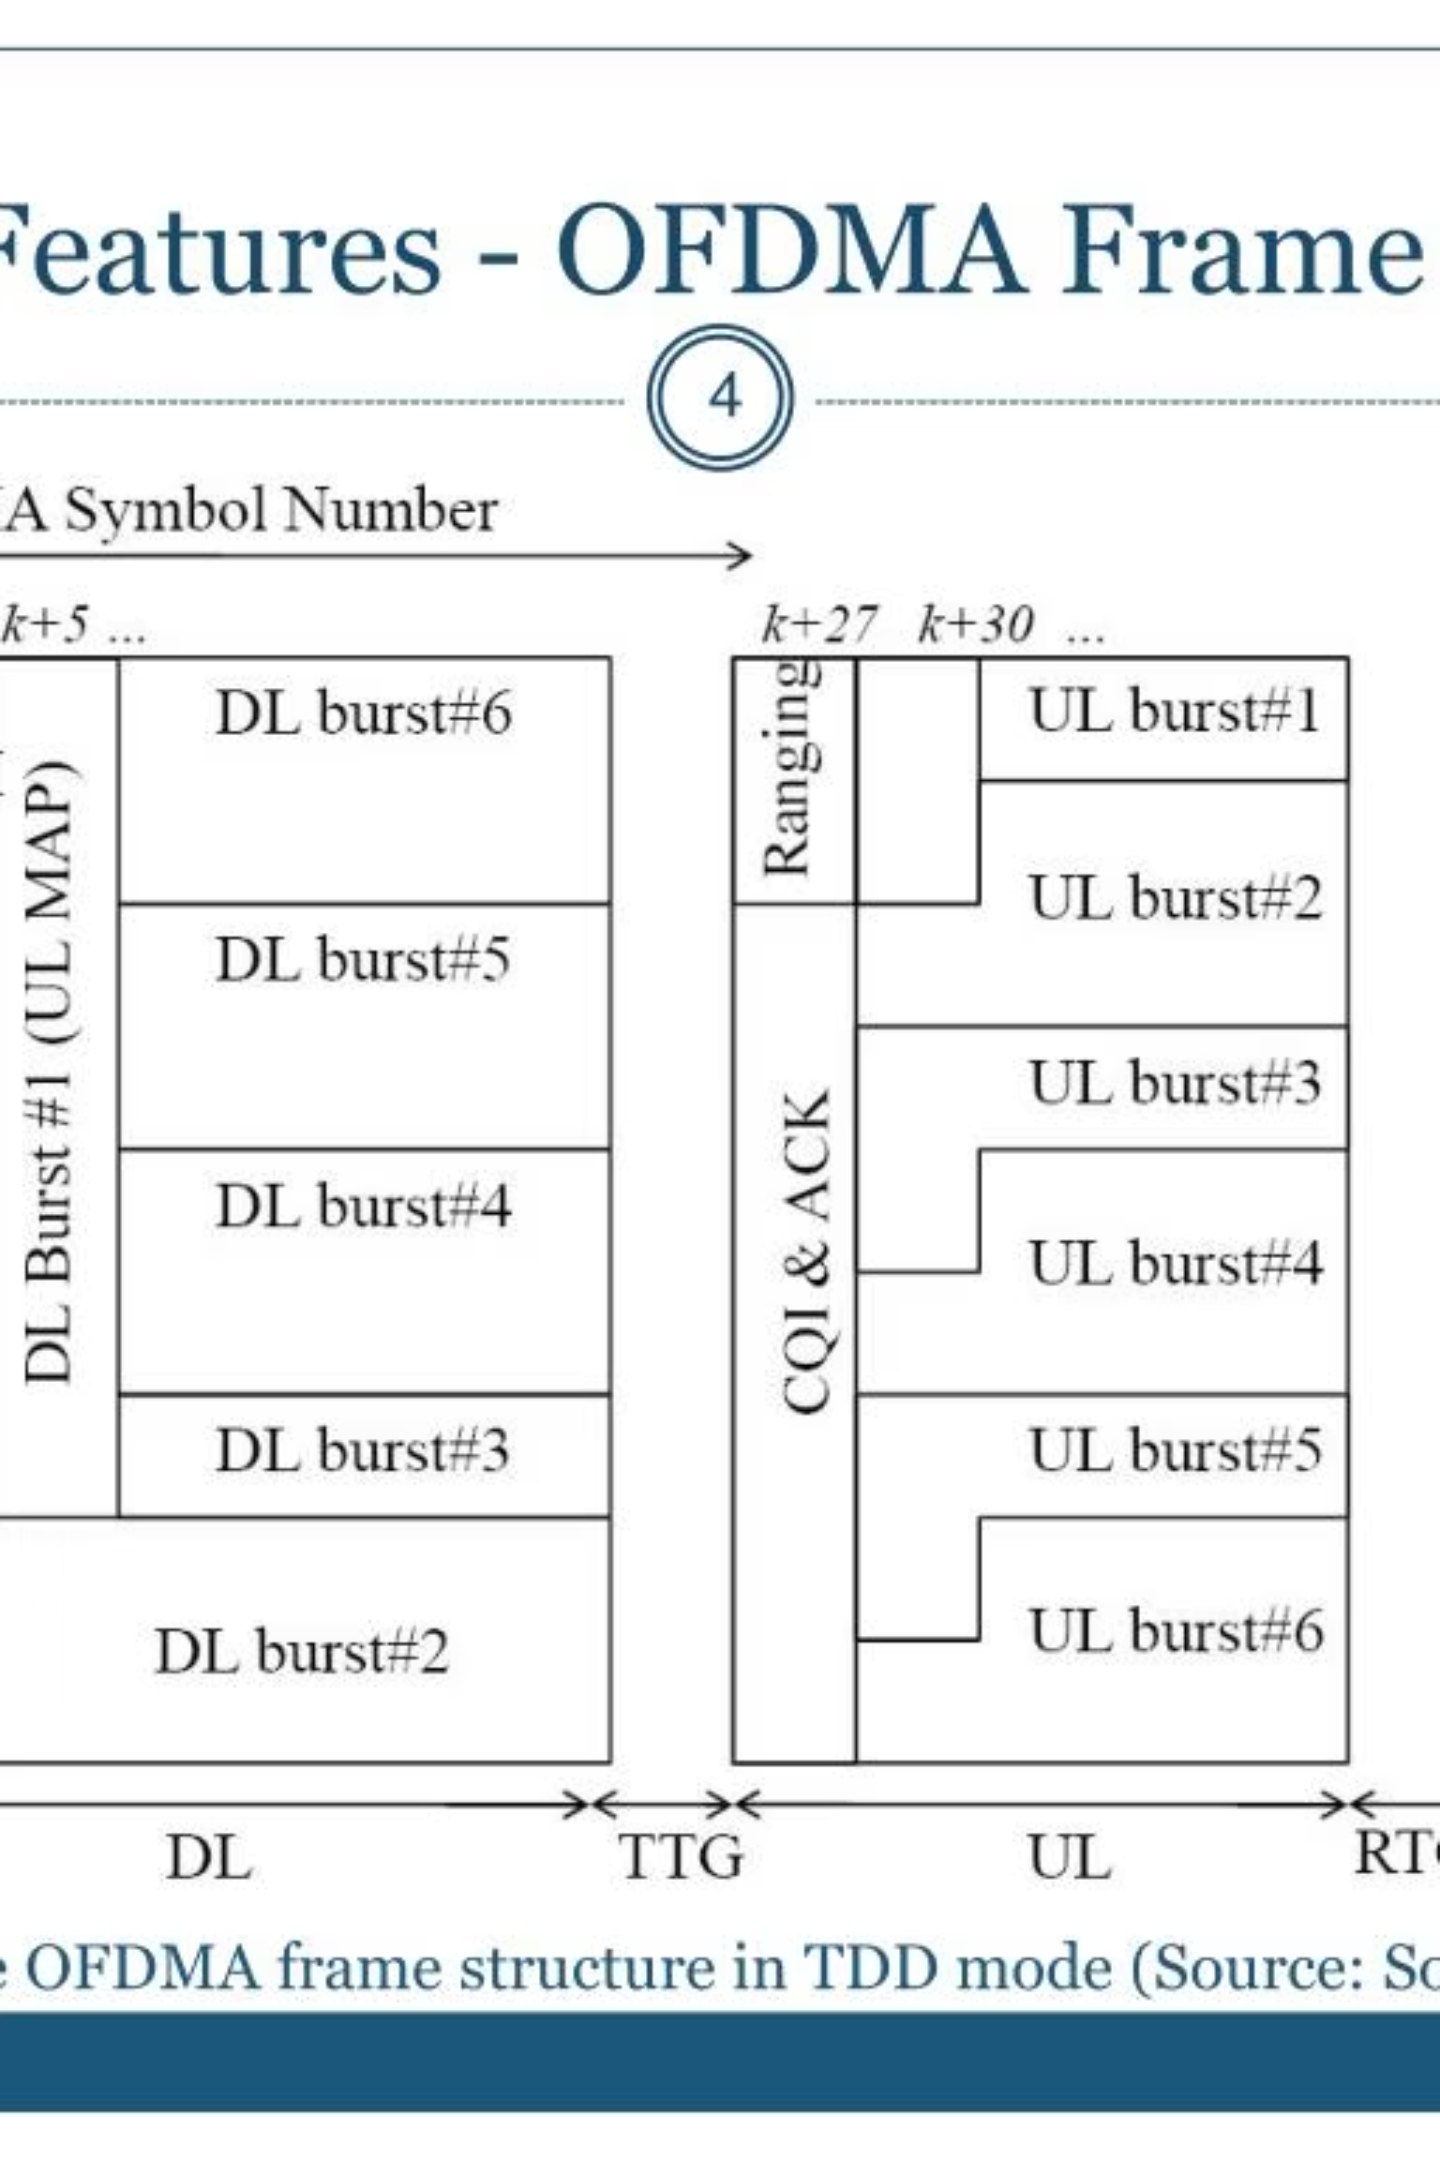 Features - OFDMA Frame
4
A Symbol Number
k+5 ...
k+27 k+30 ...
DL Burst #1 (UL MAP)
DL burst#6
DL burst#5
DL burst#4
DL burst#3
DL burst#2
Ranging
CQI & ACK
UL burst#1
UL burst#2
UL burst#3
UL burst#4
UL burst#5
UL burst#6
DL TTG UL
OFDMA frame structure in TDD mode (Source: